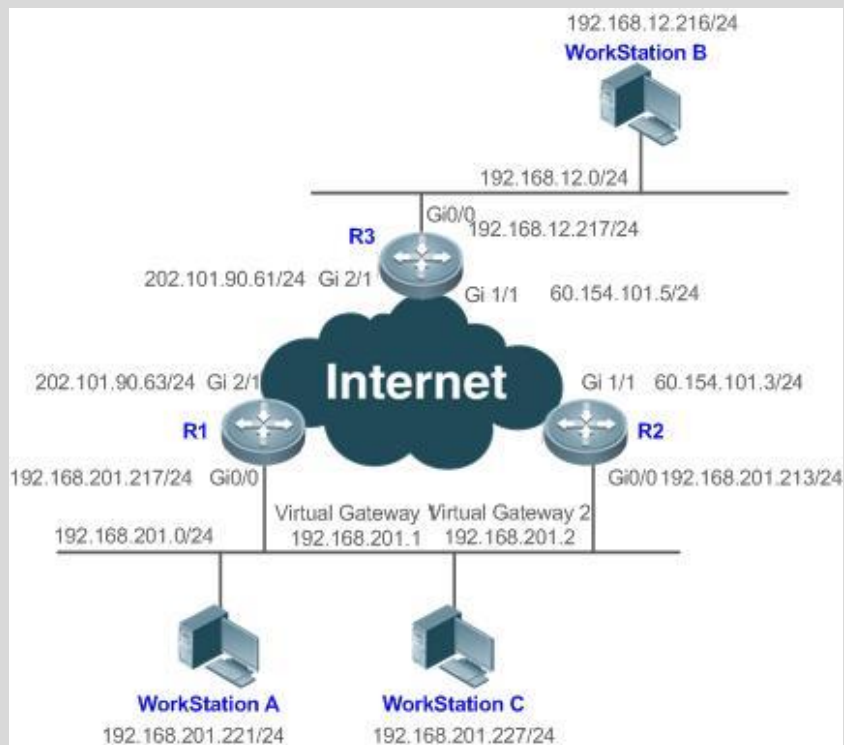 192.168.12.216/24
WorkStation B
192.168.12.0/24
Gi0/0
192.168.12.217/24
R3
202.101.90.61/24 Gi 2/1
Gi 1/1 60.154.101.5/24
Internet
202.101.90.63/24 Gi 2/1
Gi 1/1 60.154.101.3/24
R1
R2
192.168.201.217/24 Gi0/0
Gi0/0 192.168.201.213/24
Virtual Gateway 1
Virtual Gateway 2
192.168.201.0/24
192.168.201.1
192.168.201.2
WorkStation A
WorkStation C
192.168.201.221/24
192.168.201.227/24